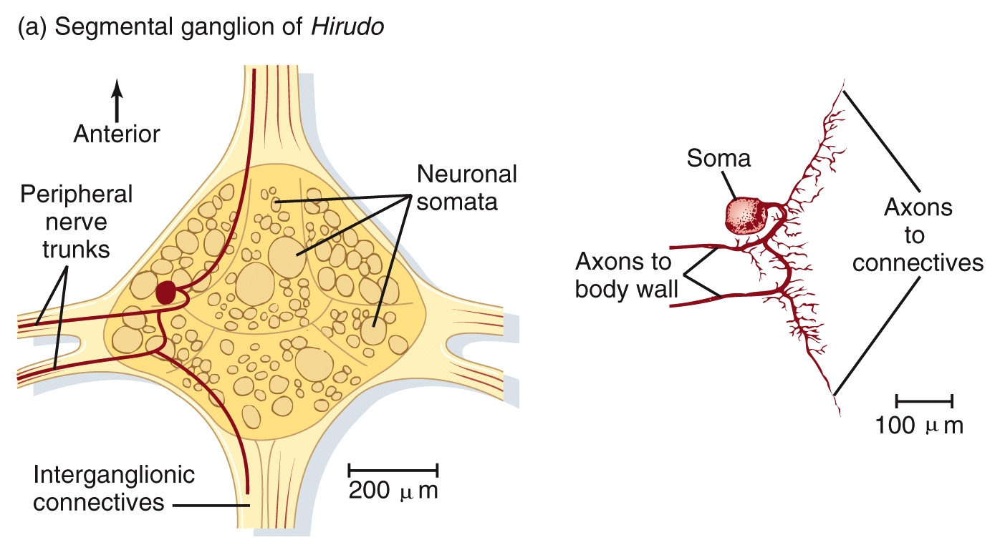 (a) Segmental ganglion of Hirudo
Anterior
Peripheral
nerve
trunks
Neuronal
somata
Interganglionic
connectives
200 μm
Soma
Axons to
body wall
Axons
to
connectives
100 μm